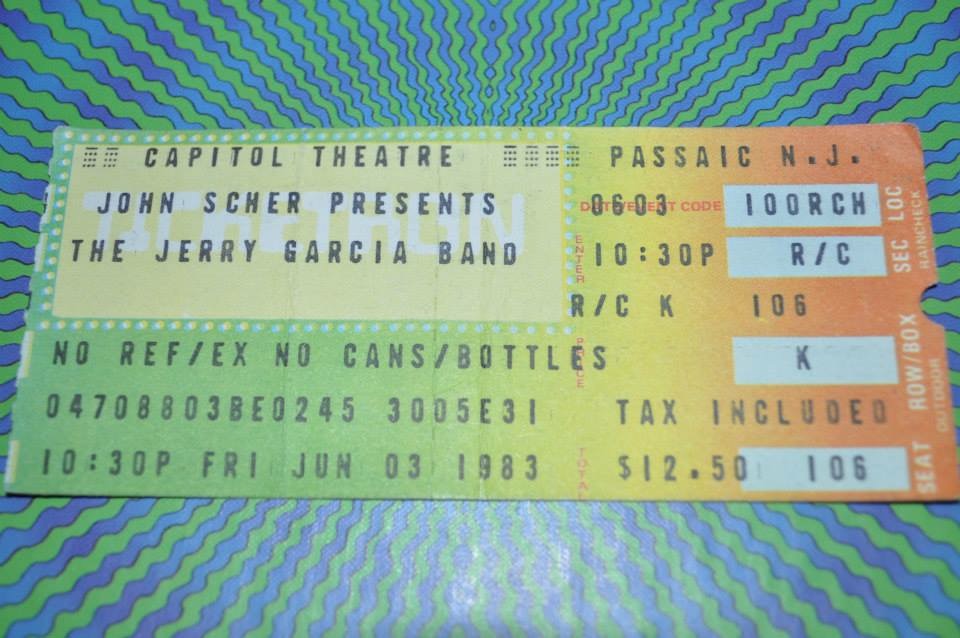 CAPITOL THEATRE PASSAIC N.J.
JOHN SCHER PRESENTS 0603 EVENT CODE 100RCH
TICKETRON
THE JERRY GARCIA BAND 10:30P R/C
ENTER
R/C K 106
NO REF/EX NO CANS/BOTTLES K
PRICE
04708803BE0245 3005E31 TAX INCLUDED
10:30P FRI JUN 03 1983 $12.50 106
TOTAL
SEC LOC
RAINCHECK
ROW/BOX
OUTDOOR
SEAT